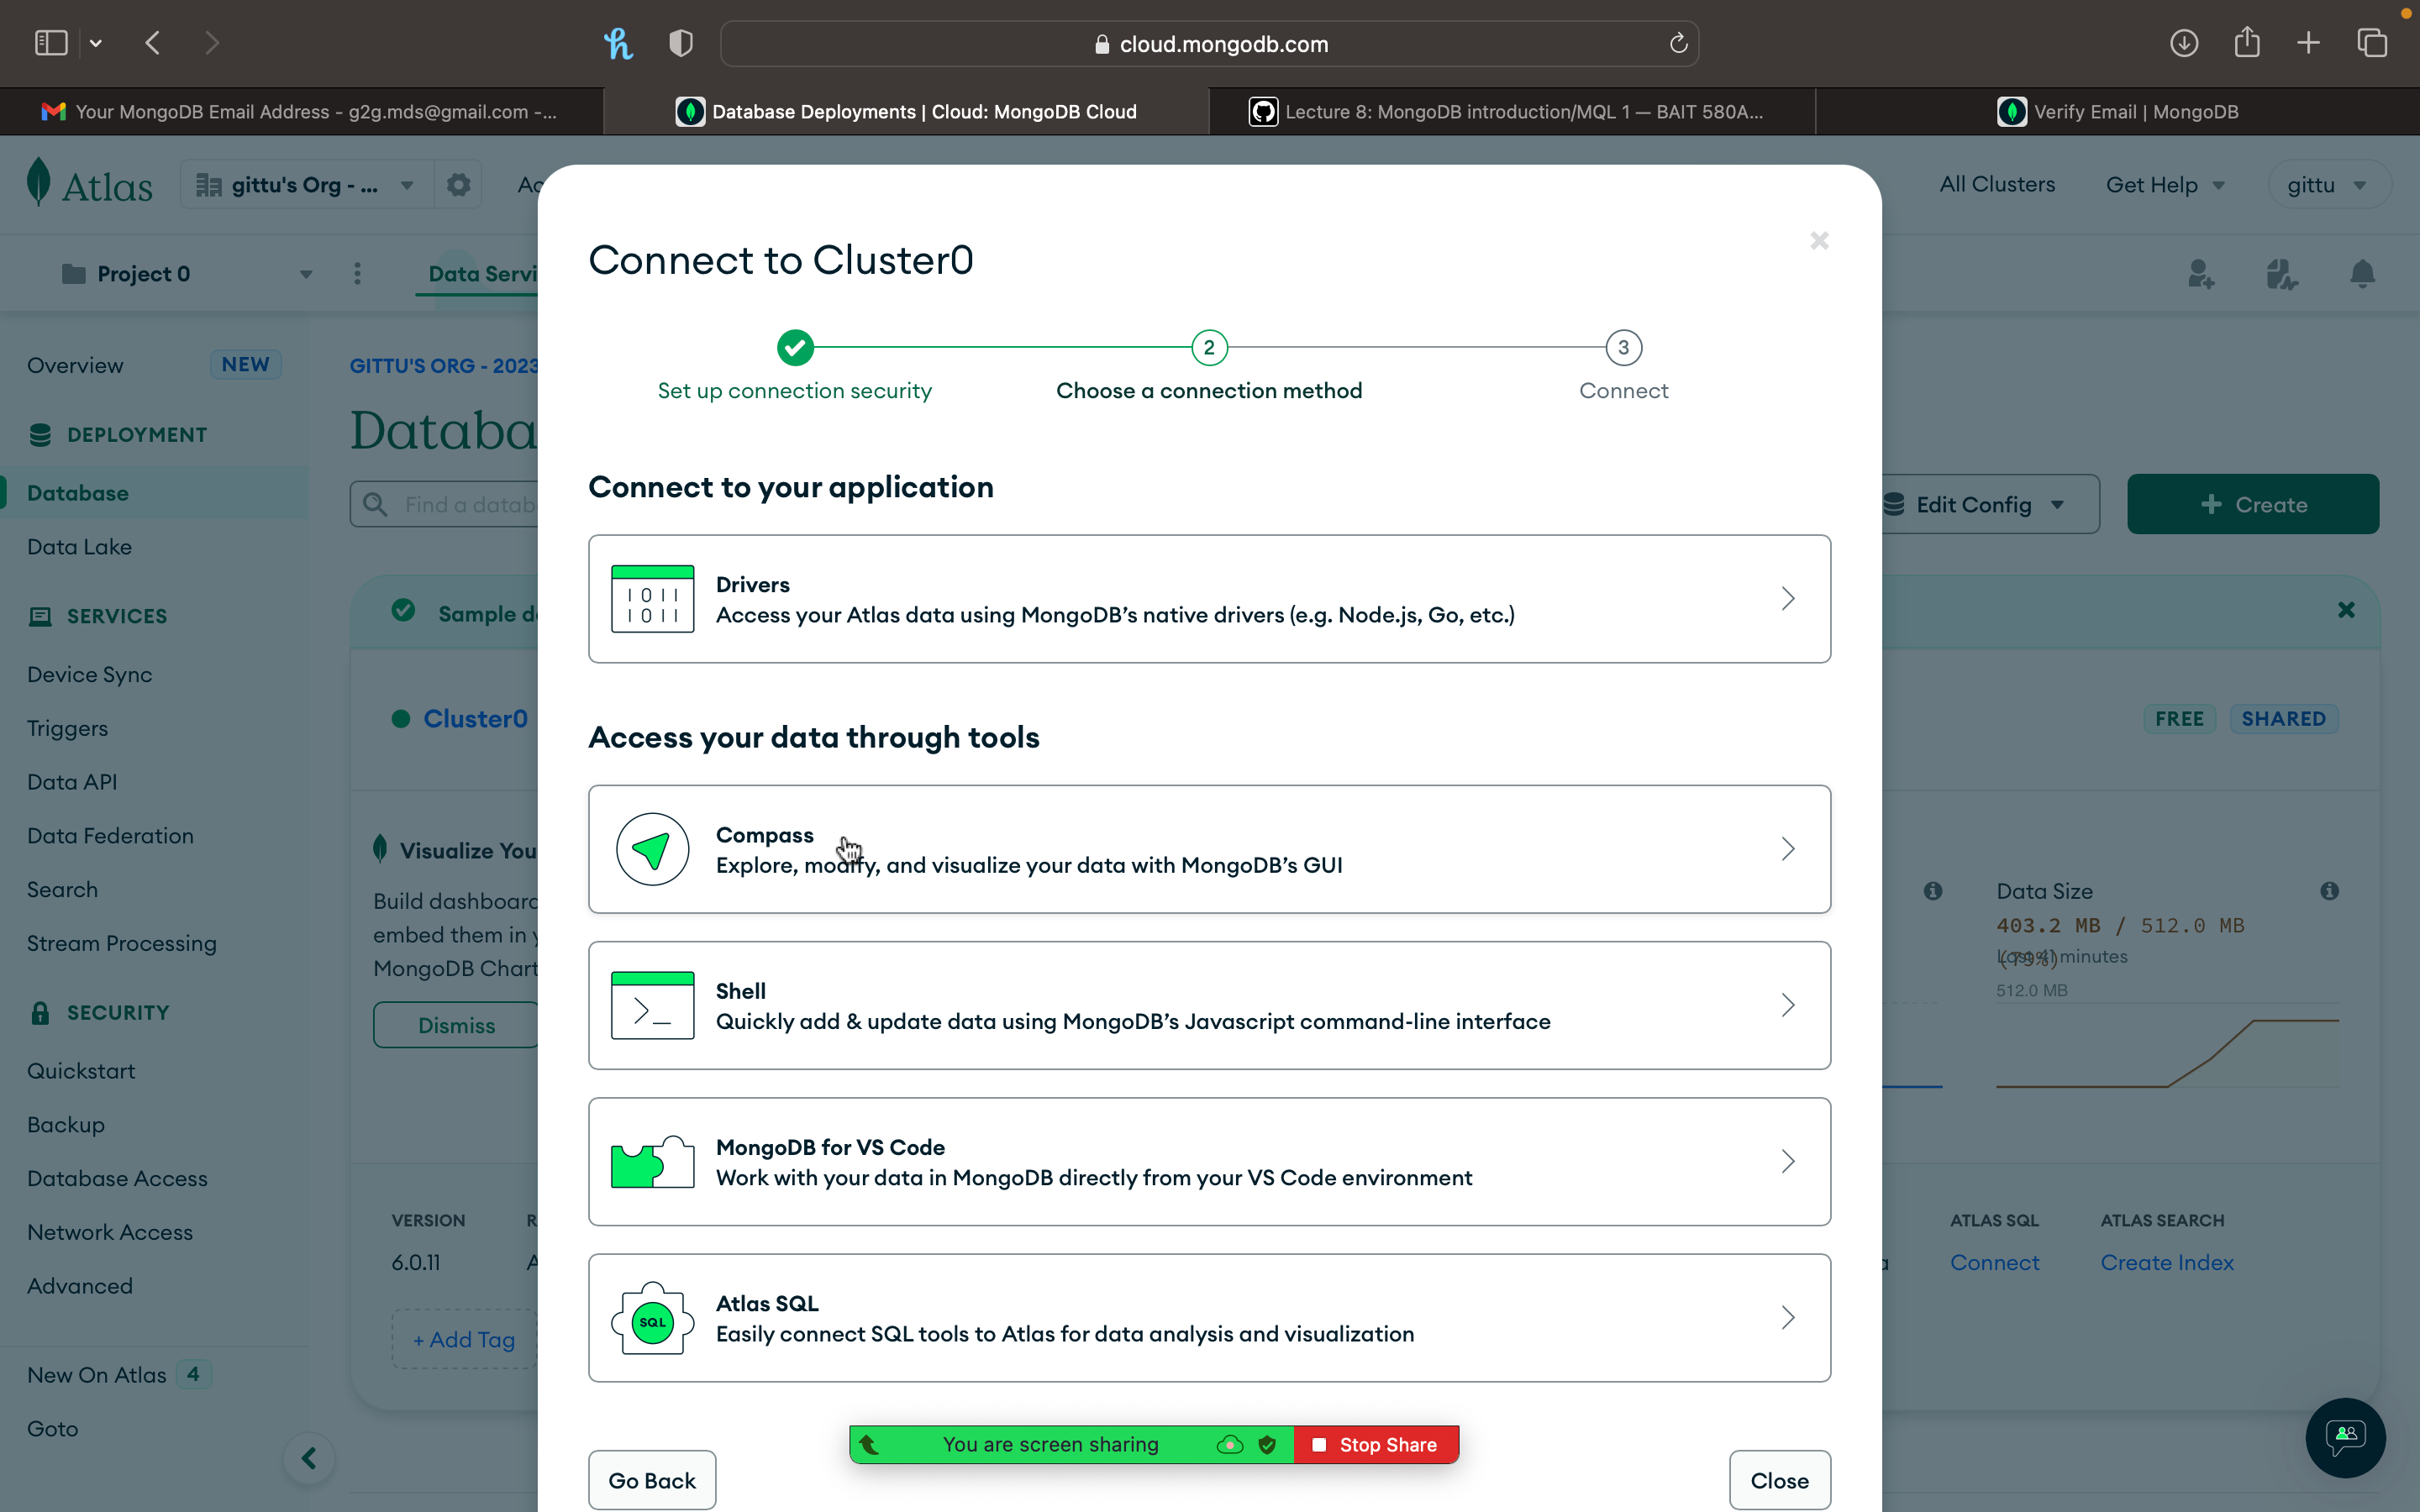 cloud.mongodb.com
Your MongoDB Email Address - g2g.mds@gmail.com -...
Database Deployments | Cloud: MongoDB Cloud
Lecture 8: MongoDB introduction/MQL 1 — BAIT 580A...
Verify Email | MongoDB
Atlas
gittu's Org - ...
Ac
All Clusters
Get Help
gittu
Project 0
Data Servi
Connect to Cluster0
2
3
Set up connection security
Choose a connection method
Connect
Overview
NEW
DEPLOYMENT
Database
Data Lake
SERVICES
Device Sync
Triggers
Data API
Data Federation
Search
Stream Processing
SECURITY
Quickstart
Backup
Database Access
Network Access
Advanced
New On Atlas 4
Goto
GITTU'S ORG - 2023
Databa
Find a datab
Edit Config
+ Create
Sample d
Cluster0
FREE
SHARED
Visualize You
Build dashboard
embed them in y
MongoDB Chart
Dismiss
VERSION
R
6.0.11
A
+ Add Tag
Connect to your application
1011
1011
Drivers
Access your Atlas data using MongoDB’s native drivers (e.g. Node.js, Go, etc.)
Access your data through tools
Compass
Explore, modify, and visualize your data with MongoDB’s GUI
>_
Shell
Quickly add & update data using MongoDB’s Javascript command-line interface
MongoDB for VS Code
Work with your data in MongoDB directly from your VS Code environment
SQL
Atlas SQL
Easily connect SQL tools to Atlas for data analysis and visualization
Go Back
Close
You are screen sharing
Stop Share
Data Size
403.2 MB / 512.0 MB
(79%)
minutes
512.0 MB
ATLAS SQL
ATLAS SEARCH
a
Connect
Create Index